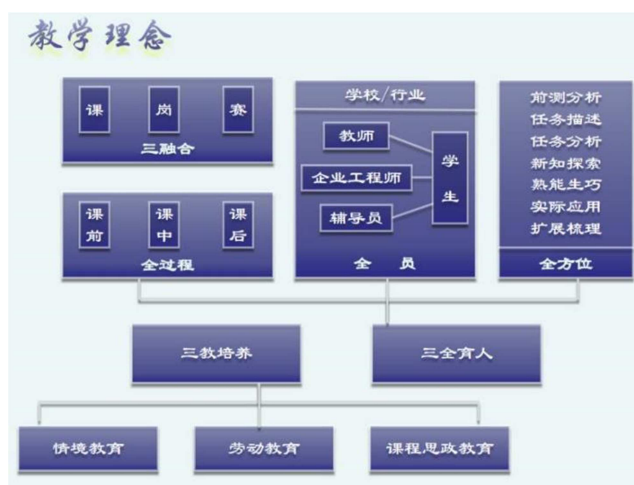 教学理念
课 岗 赛
三融合
课前 课中 课后
全过程
学校/行业
教师
企业工程师
辅导员
学生
全 员
前测分析
任务描述
任务分析
新知探索
熟能生巧
实际应用
扩展梳理
全方位
三教培养
三全育人
情境教育
劳动教育
课程思政教育